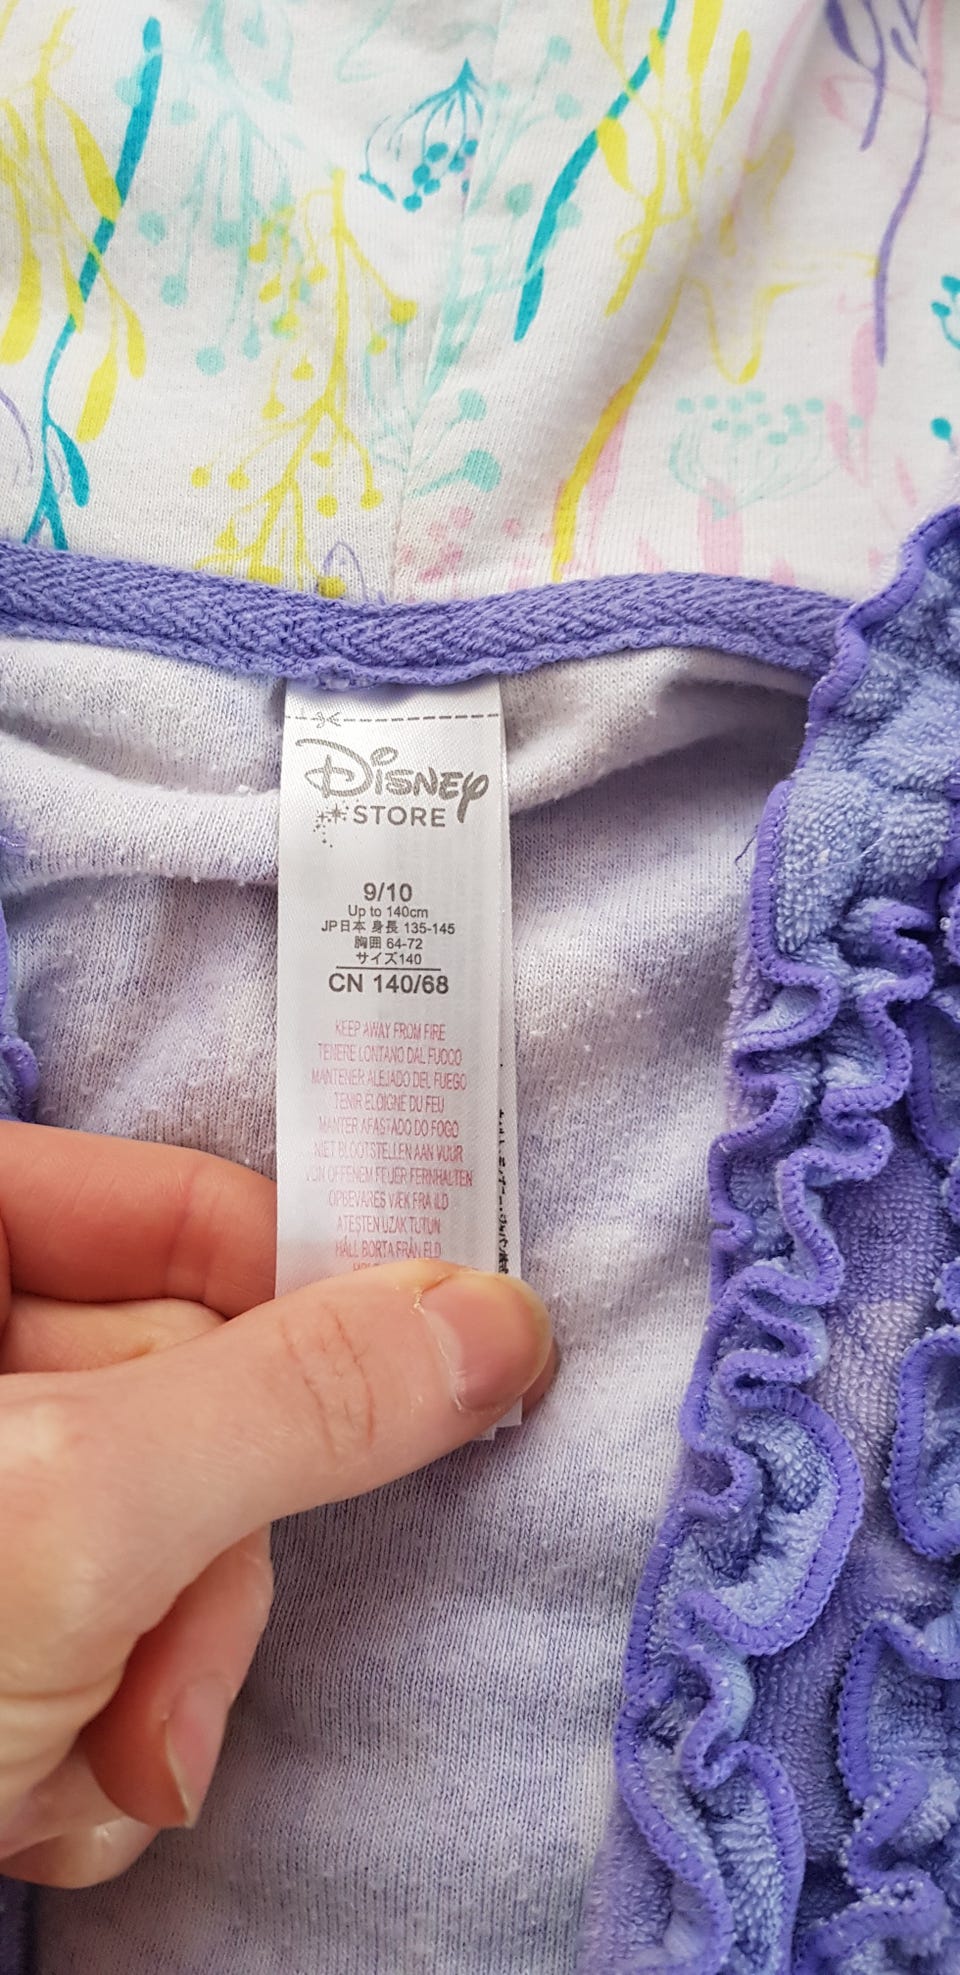 Disney
STORE
9/10
Up to 140cm
JP日本 身長 135-145
胸囲 64-72
サイズ140
CN 140/68
KEEP AWAY FROM FIRE
TENERE LONTANO DAL FUOCO
MANTENER ALEJADO DEL FUEGO
TENIR ELOIGNE DU FEU
MANTER AFASTADO DO FOGO
NIET BLOOTSTELLEN AAN VUUR
VON OFFENEM FEUER FERNHALTEN
OPBEVARES VÆK FRA ILD
ATESTEN UZAK TUTUN
HÅLL BORTA FRÅN ELD